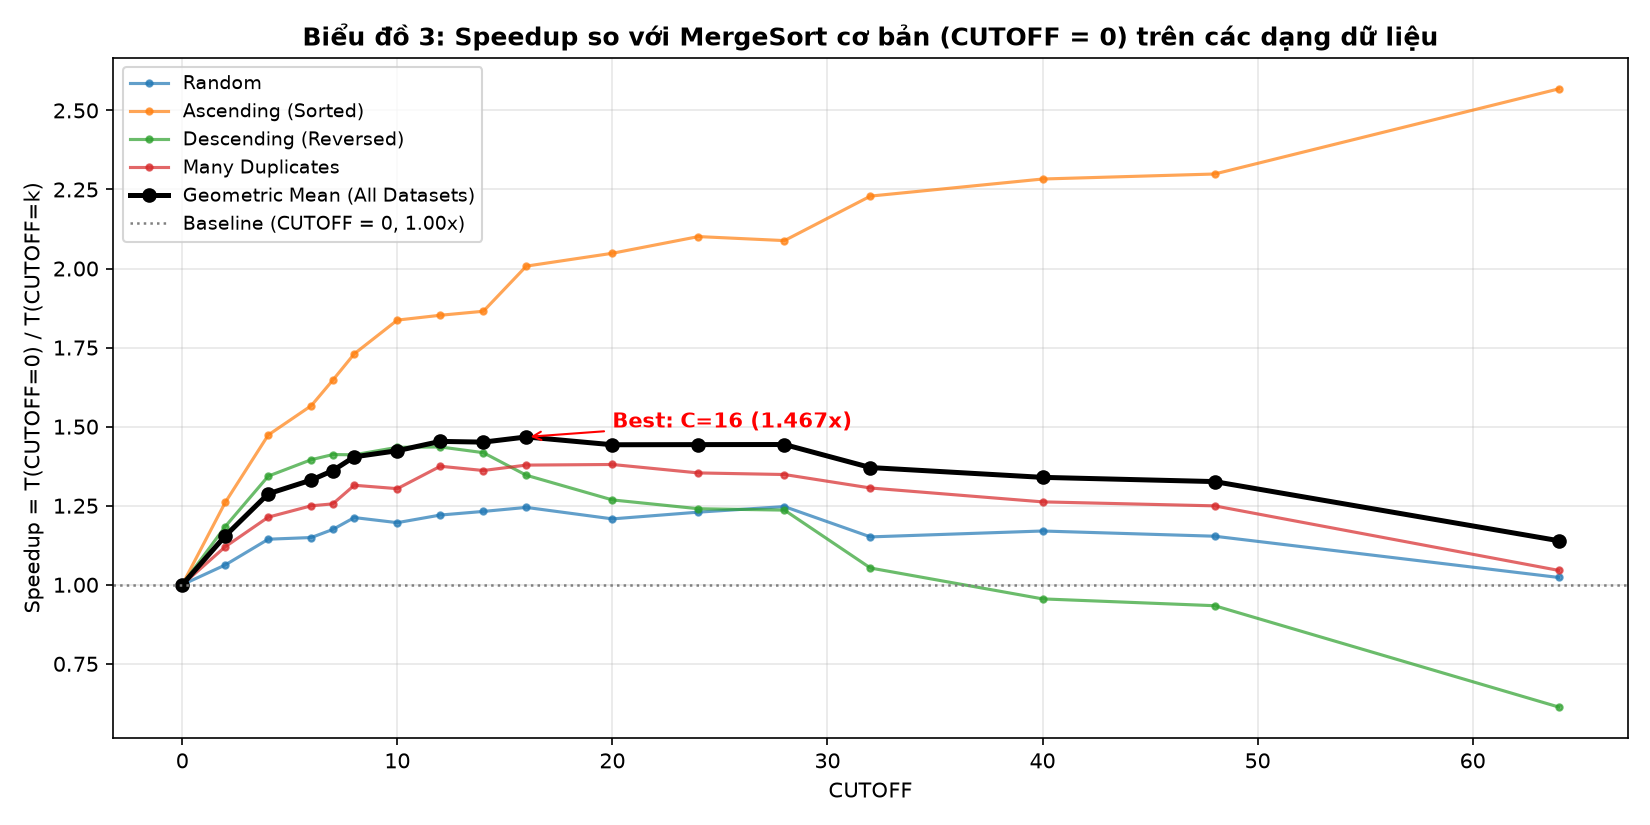 Biểu đồ 3: Speedup so với MergeSort cơ bản (CUTOFF = 0) trên các dạng dữ liệu
Random
Ascending (Sorted)
Descending (Reversed)
Many Duplicates
Geometric Mean (All Datasets)
Baseline (CUTOFF = 0, 1.00x)
Speedup = T(CUTOFF=0) / T(CUTOFF=k)
2.50
2.25
2.00
1.75
1.50
1.25
1.00
0.75
Best: C=16 (1.467x)
0 10 20 30 40 50 60
CUTOFF